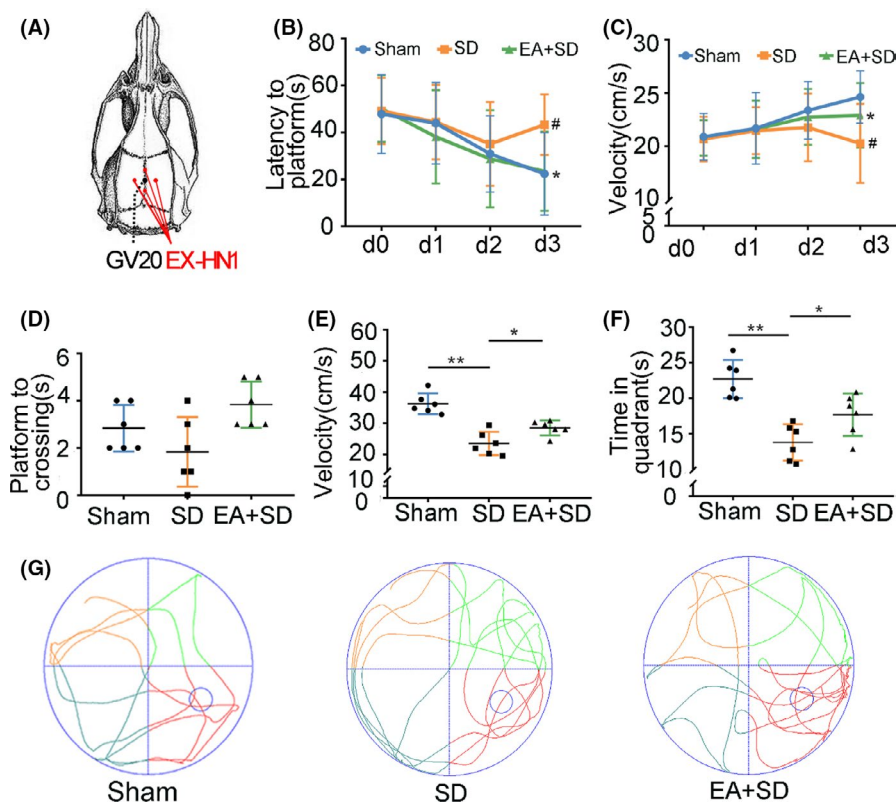 (A)
GV20 EX-HN1
(B)
Latency to
platform(s)
80
60
40
20
0
Sham SD EA+SD
#
*
d0 d1 d2 d3
(C)
Velocity(cm/s)
30
25
20
15
10
5
0
Sham SD EA+SD
*
#
d0 d1 d2 d3
(D)
Platform to
crossing(s)
6
4
2
0
Sham SD EA+SD
(E)
Velocity(cm/s)
60
50
40
30
20
10
0
** *
Sham SD EA+SD
(F)
Time in
quadrant(s)
30
25
20
15
10
0
** *
Sham SD EA+SD
(G)
Sham SD EA+SD